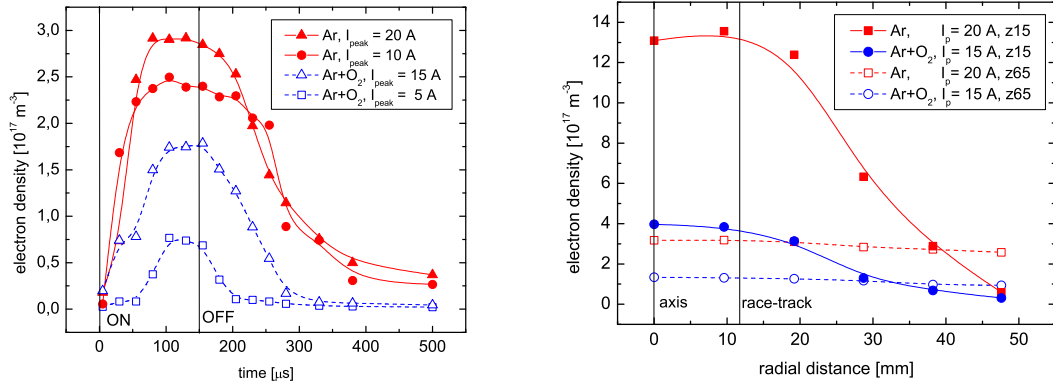 Ar, I_peak = 20 A
Ar, I_peak = 10 A
Ar+O₂, I_peak = 15 A
Ar+O₂, I_peak = 5 A
3,0
2,5
2,0
1,5
1,0
0,5
0,0
electron density [10¹⁷ m⁻³]
ON
OFF
0 100 200 300 400 500
time [μs]
Ar, I_p = 20 A, z15
Ar+O₂, I_p = 15 A, z15
Ar, I_p = 20 A, z65
Ar+O₂, I_p = 15 A, z65
14
12
10
8
6
4
2
0
electron density [10¹⁷ m⁻³]
axis
race-track
0 10 20 30 40 50
radial distance [mm]